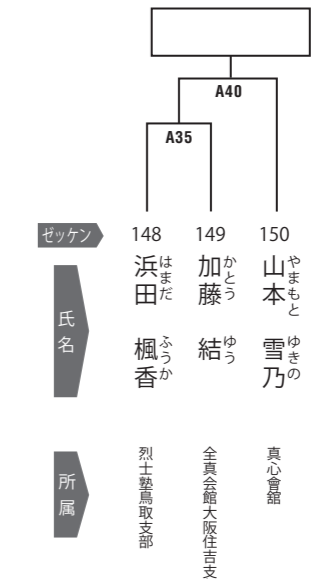 A40
A35
ゼッケン
148
149
150
氏名
浜田 楓香
はまだ ふうか
加藤 結
かとう ゆう
山本 雪乃
やまもと ゆきの
所属
烈士塾鳥取支部
全真会館大阪住吉支
真心會舘